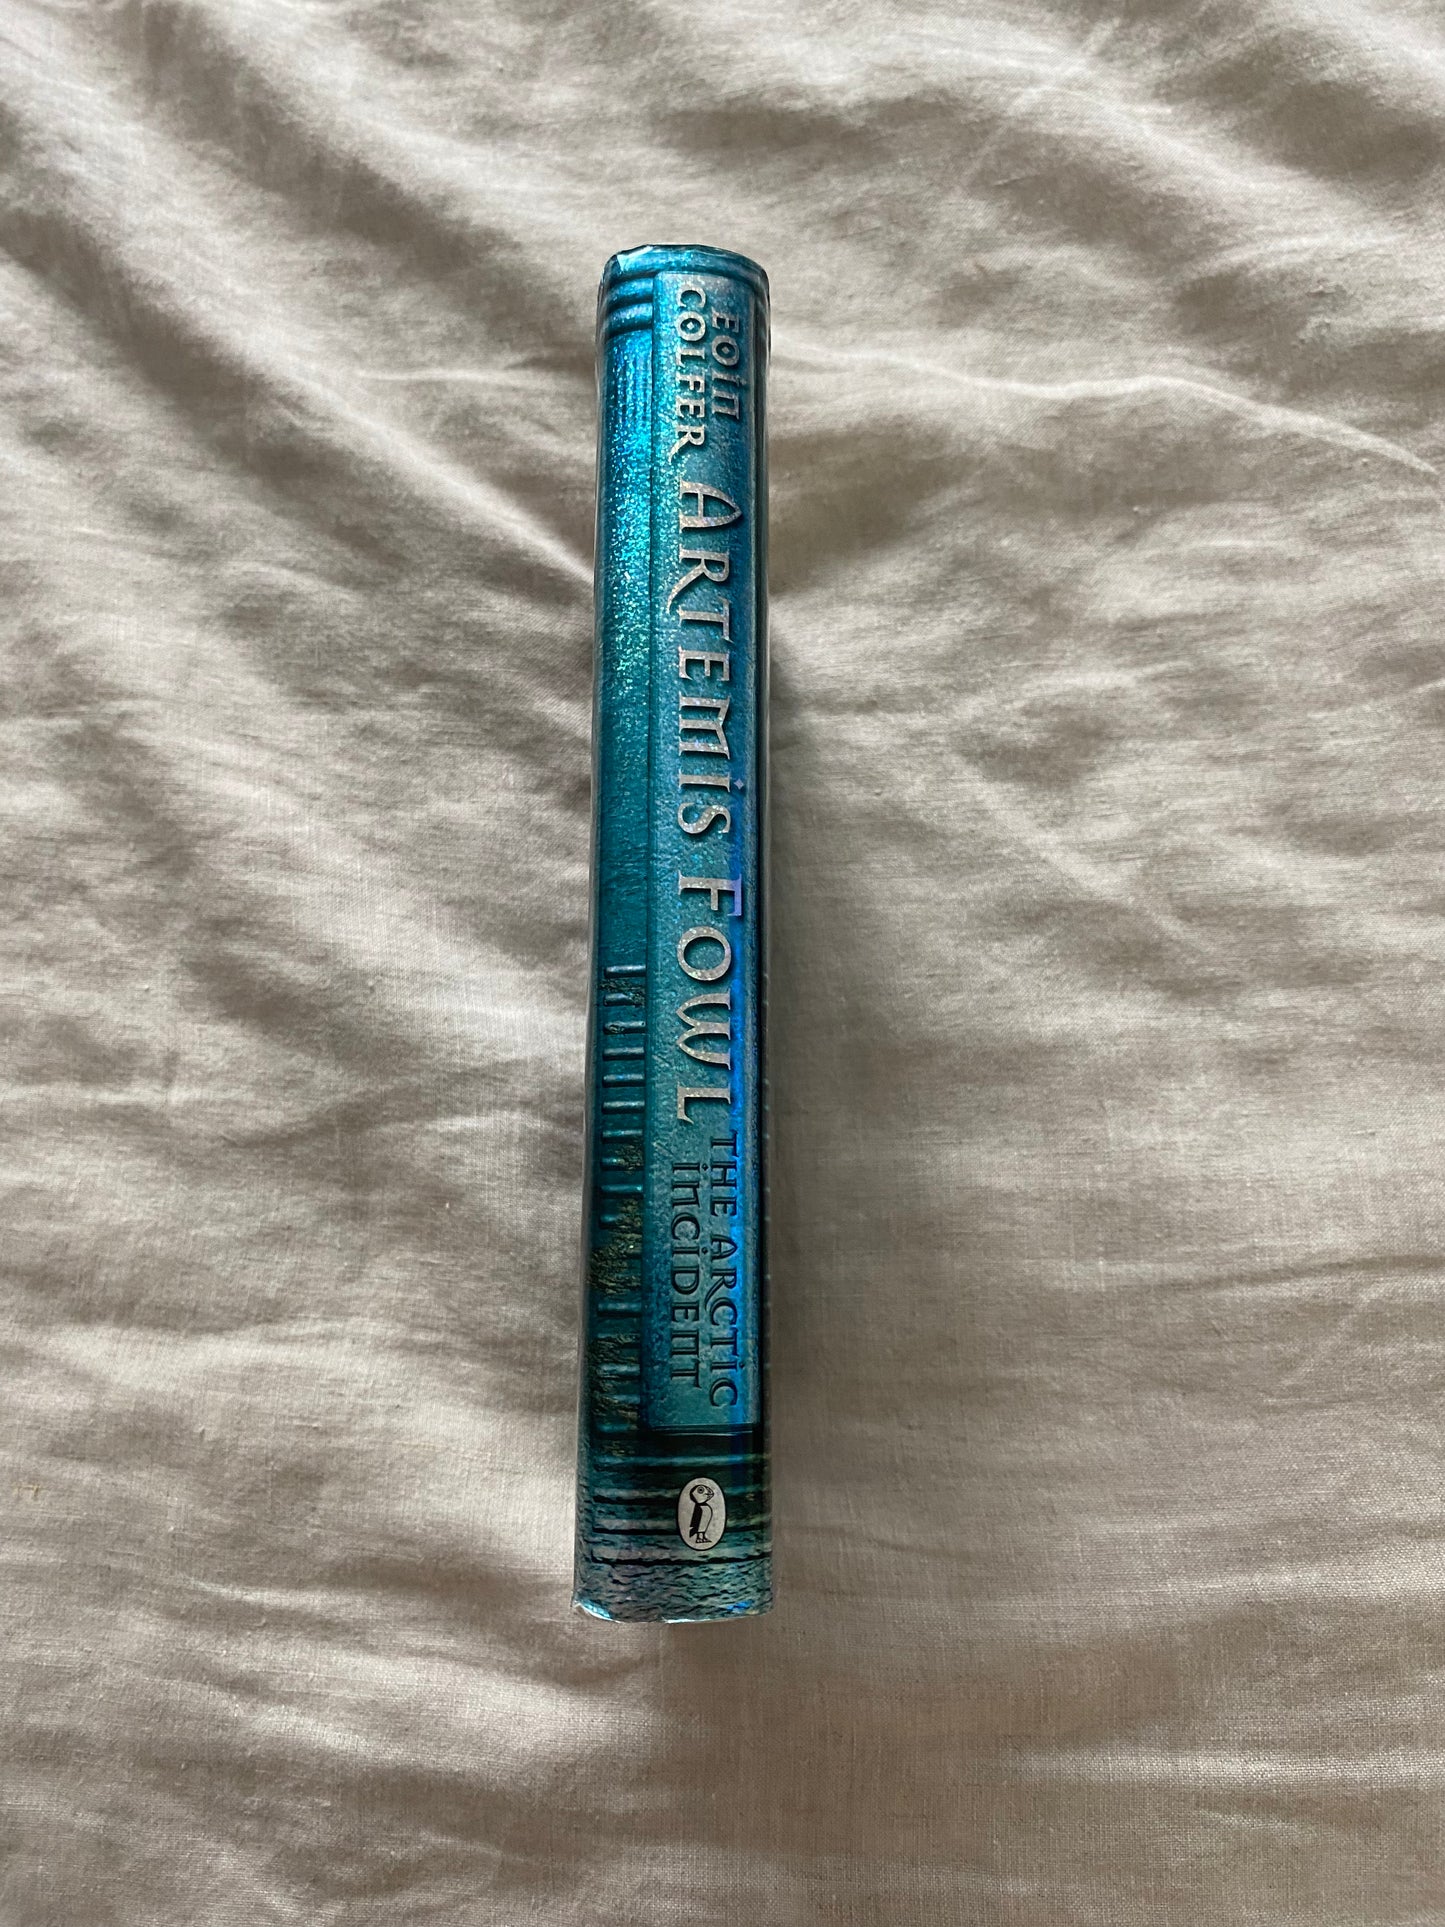 EOIN
COLFER
ARTEMIS FOWL
THE ARCTIC
INCIDENT